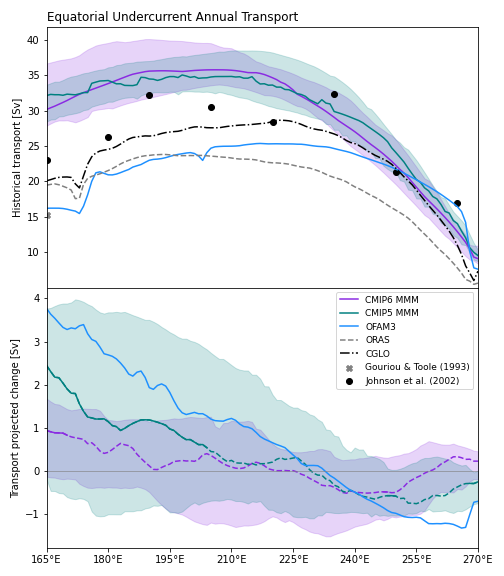 Equatorial Undercurrent Annual Transport
Historical transport [Sv]
40
35
30
25
20
15
10
Transport projected change [Sv]
4
3
2
1
0
−1
CMIP6 MMM
CMIP5 MMM
OFAM3
ORAS
CGLO
Gouriou & Toole (1993)
Johnson et al. (2002)
165°E 180°E 195°E 210°E 225°E 240°E 255°E 270°E